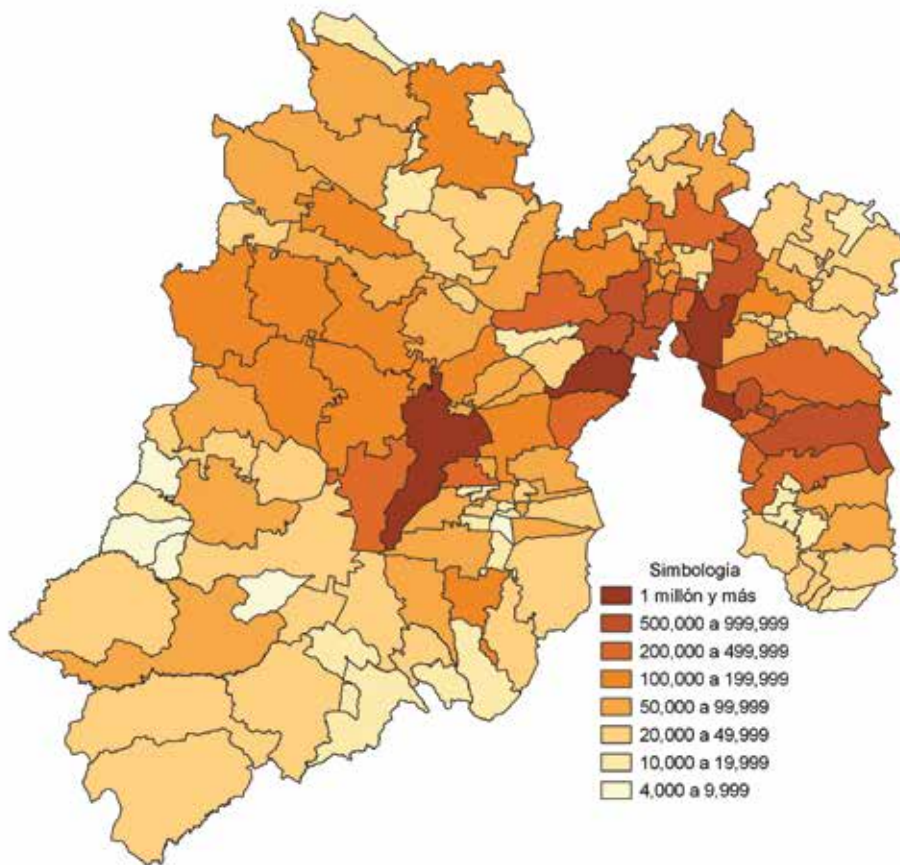 Simbología
1 millón y más
500,000 a 999,999
200,000 a 499,999
100,000 a 199,999
50,000 a 99,999
20,000 a 49,999
10,000 a 19,999
4,000 a 9,999